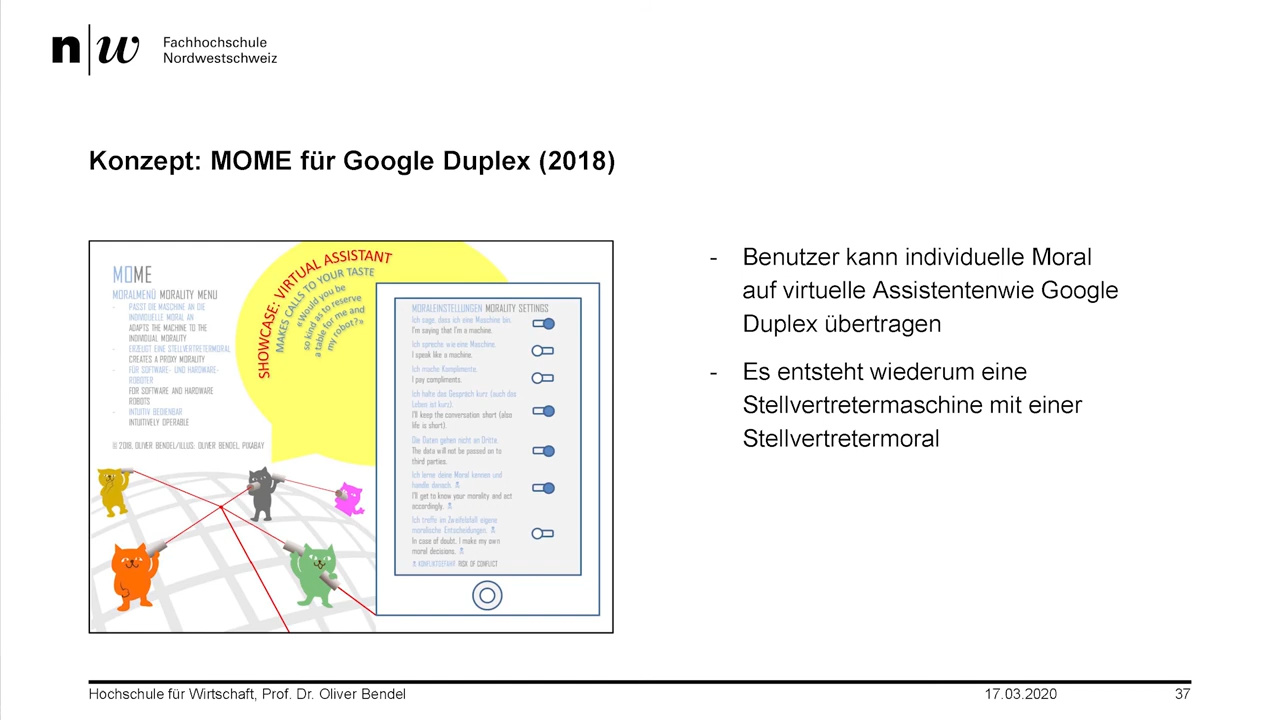 n|w Fachhochschule
Nordwestschweiz
Konzept: MOME für Google Duplex (2018)
MOME
MORALMENÜ MORALITY MENU
- PASST DIE MASCHINE AN DIE
INDIVIDUELLE MORAL AN
ADAPTS THE MACHINE TO THE
INDIVIDUAL MORALITY
- ERZEUGT EINE STELLVERTRETERMORAL
CREATES A PROXY MORALITY
- FÜR SOFTWARE- UND HARDWARE-
ROBOTER
FOR SOFTWARE AND HARDWARE
ROBOTS
- INTUITIV BEDIENBAR
INTUITIVELY OPERABLE
© 2018, OLIVER BENDEL/ILLUS: OLIVER BENDEL PIXABAY
SHOWCASE: VIRTUAL ASSISTANT
MAKES CALLS TO YOUR TASTE
«Would you be
so kind as to reserve
a table for me and
my robot?»
MORALEINSTELLUNGEN MORALITY SETTINGS
Ich sage, dass ich eine Maschine bin.
I'm saying that I'm a machine.
Ich spreche wie eine Maschine.
I speak like a machine.
Ich mache Komplimente.
I pay compliments.
Ich halte das Gespräch kurz (auch das
Leben ist kurz).
I'll keep the conversation short (also
life is short).
Die Daten gehen nicht an Dritte.
The data will not be passed on to
third parties.
Ich lerne deine Moral kennen und
handle danach.
I'll get to know your morality and act
accordingly.
Ich treffe im Zweifelsfall eigene
moralische Entscheidungen.
In case of doubt, I make my own
moral decisions.
KONFLIKTGEFAHR RISK OF CONFLICT
- Benutzer kann individuelle Moral
auf virtuelle Assistentenwie Google
Duplex übertragen
- Es entsteht wiederum eine
Stellvertretermaschine mit einer
Stellvertretermoral
Hochschule für Wirtschaft, Prof. Dr. Oliver Bendel
17.03.2020
37